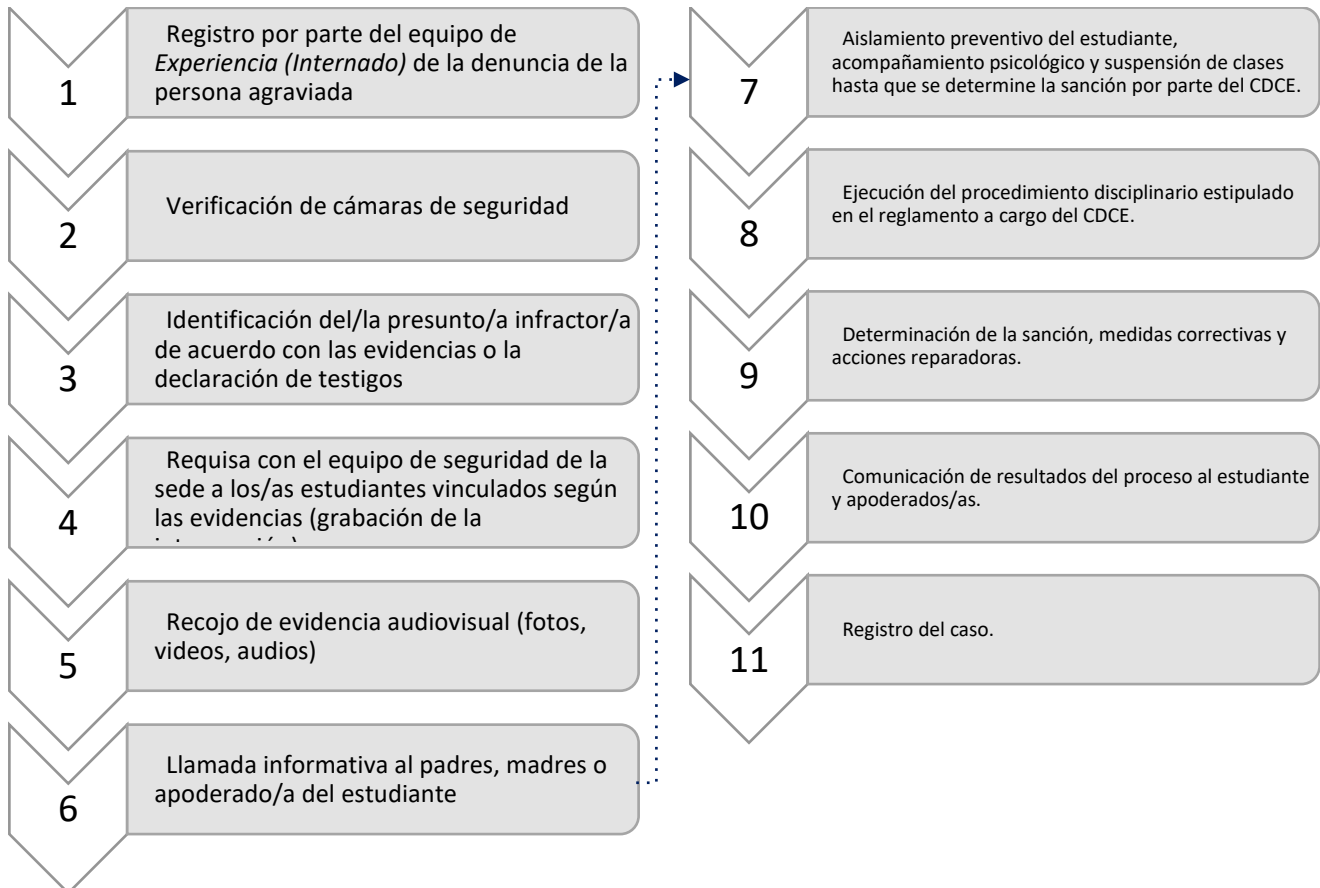 1
Registro por parte del equipo de
Experiencia (Internado) de la denuncia de la
persona agraviada
2
Verificación de cámaras de seguridad
3
Identificación del/la presunto/a infractor/a
de acuerdo con las evidencias o la
declaración de testigos
4
Requisa con el equipo de seguridad de la
sede a los/as estudiantes vinculados según
las evidencias (grabación de la
5
Recojo de evidencia audiovisual (fotos,
videos, audios)
6
Llamada informativa al padres, madres o
apoderado/a del estudiante
7
Aislamiento preventivo del estudiante,
acompañamiento psicológico y suspensión de clases
hasta que se determine la sanción por parte del CDCE.
8
Ejecución del procedimiento disciplinario estipulado
en el reglamento a cargo del CDCE.
9
Determinación de la sanción, medidas correctivas y
acciones reparadoras.
10
Comunicación de resultados del proceso al estudiante
y apoderados/as.
11
Registro del caso.